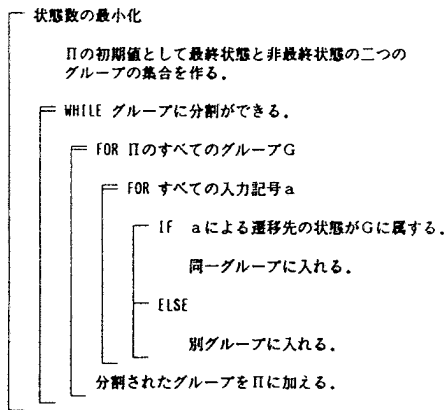 状態数の最小化
Πの初期値として最終状態と非最終状態の二つの
グループの集合を作る．
WHILE グループに分割ができる．
FOR ΠのすべてのグループG
FOR すべての入力記号a
IF aによる遷移先の状態がGに属する．
同一グループに入れる．
ELSE
別グループに入れる．
分割されたグループをΠに加える．